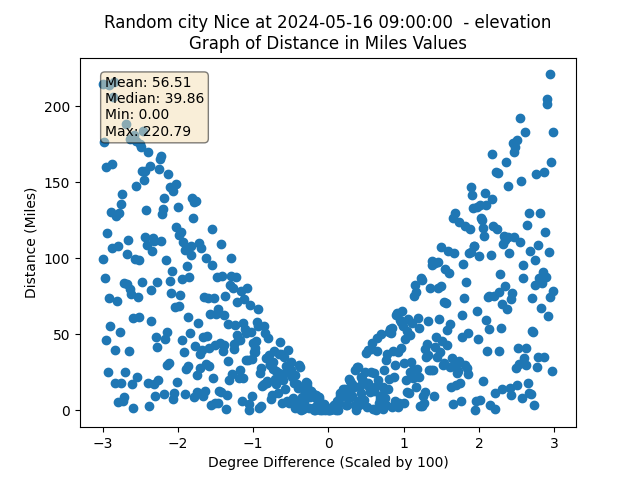 Random city Nice at 2024-05-16 09:00:00  - elevation
Graph of Distance in Miles Values
Mean: 56.51
Median: 39.86
Min: 0.00
Max: 220.79
Distance (Miles)
200
150
100
50
0
−3 −2 −1 0 1 2 3
Degree Difference (Scaled by 100)